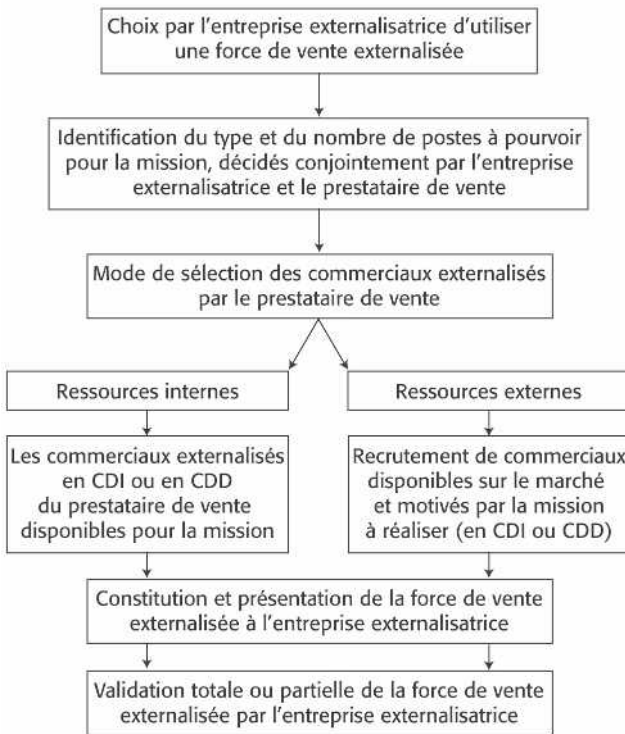 Choix par l’entreprise externalisatrice d’utiliser
une force de vente externalisée
Identification du type et du nombre de postes à pourvoir
pour la mission, décidés conjointement par l’entreprise
externalisatrice et le prestataire de vente
Mode de sélection des commerciaux externalisés
par le prestataire de vente
Ressources internes
Ressources externes
Les commerciaux externalisés
en CDI ou en CDD
du prestataire de vente
disponibles pour la mission
Recrutement de commerciaux
disponibles sur le marché
et motivés par la mission
à réaliser (en CDI ou CDD)
Constitution et présentation de la force de vente
externalisée à l’entreprise externalisatrice
Validation totale ou partielle de la force de vente
externalisée par l’entreprise externalisatrice